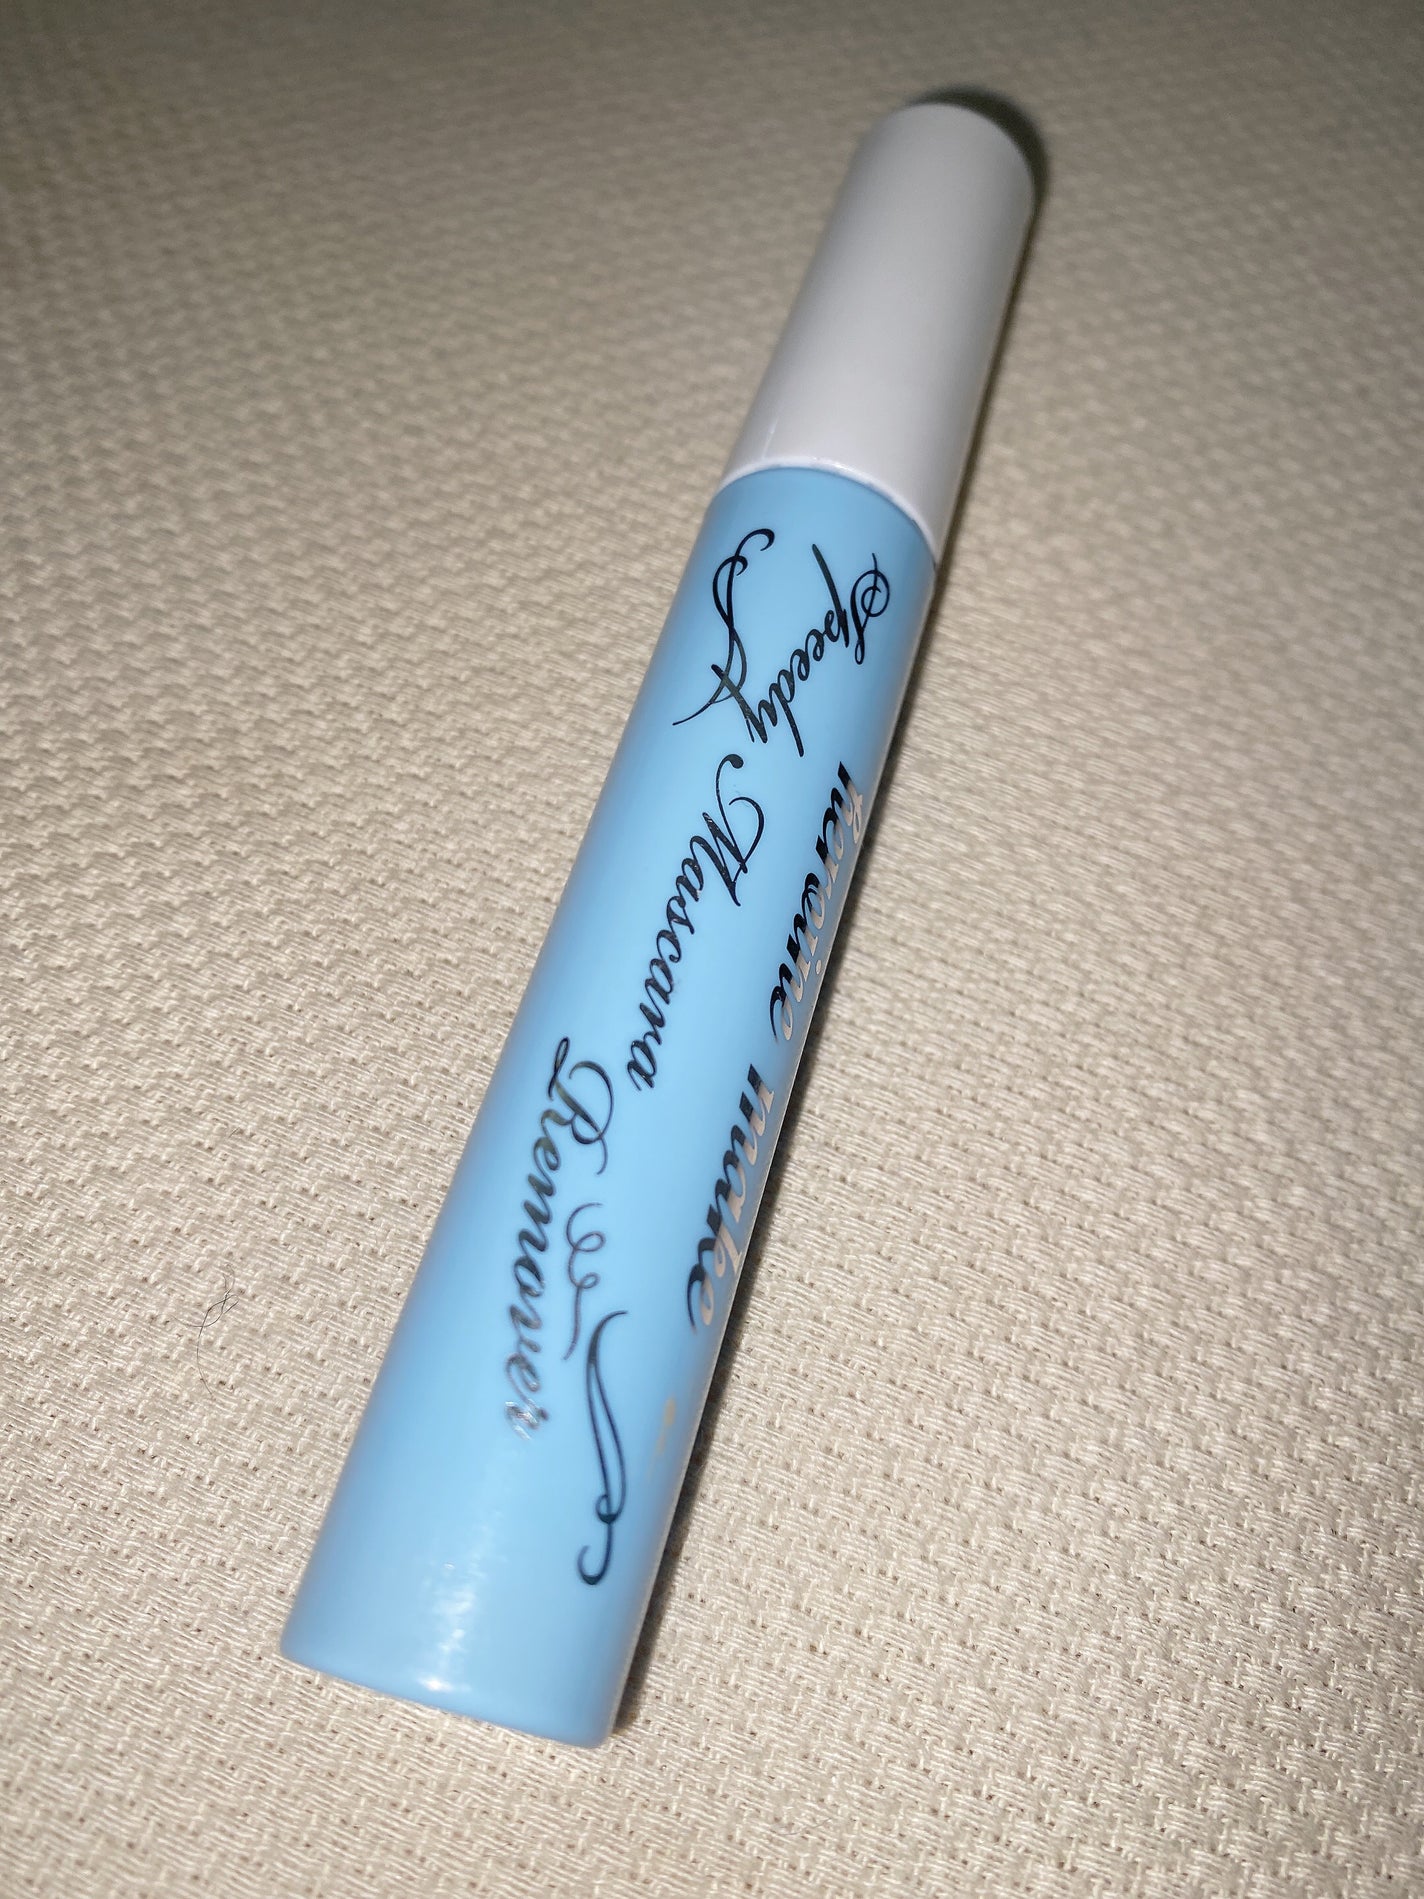 heroine make
Speedy
Mascara
Remover